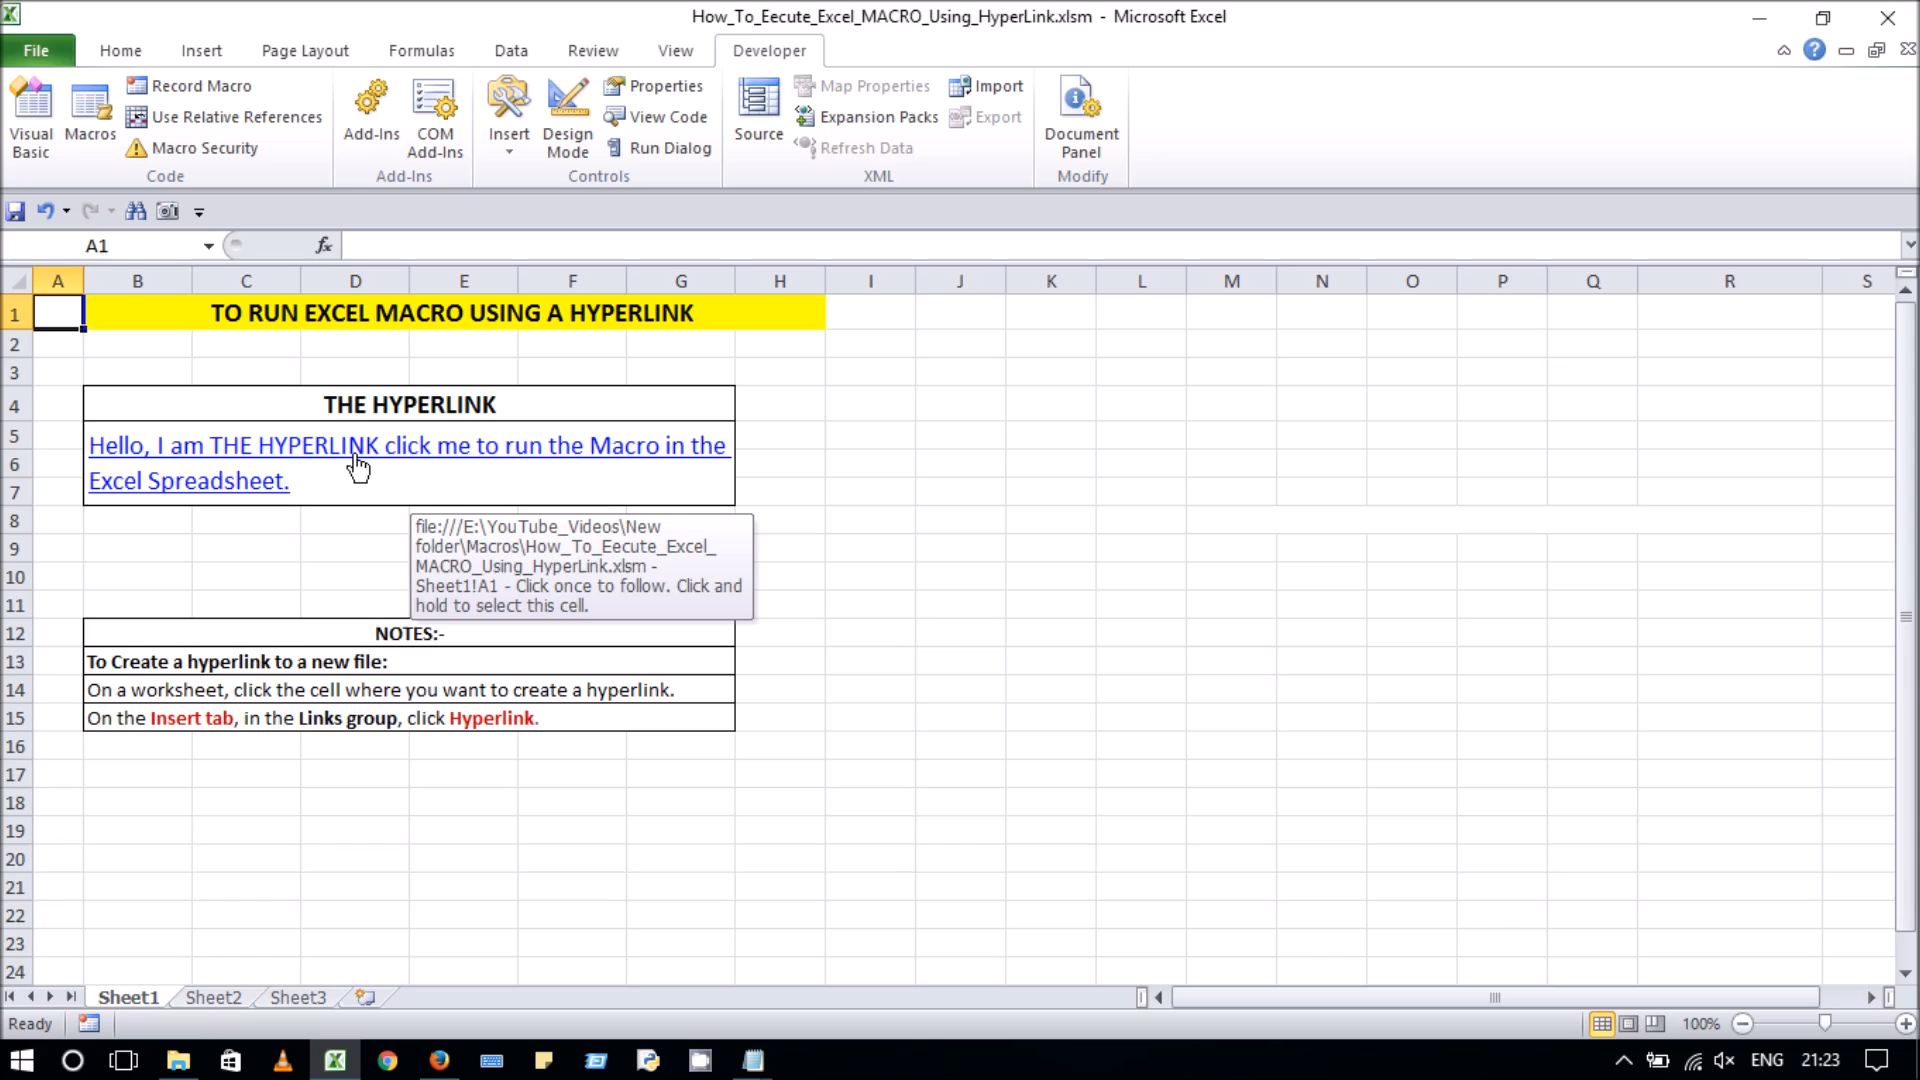 How_To_Eecute_Excel_MACRO_Using_HyperLink.xlsm - Microsoft Excel
File Home Insert Page Layout Formulas Data Review View Developer
Visual Basic
Macros
Record Macro
Use Relative References
Macro Security
Code
Add-Ins
COM Add-Ins
Add-Ins
Insert
Design Mode
Properties
View Code
Run Dialog
Controls
Source
Map Properties
Expansion Packs
Refresh Data
Import
Export
XML
Document Panel
Modify
A1 fx
A B C D E F G H I J K L M N O P Q R S
1 TO RUN EXCEL MACRO USING A HYPERLINK
2
3
4 THE HYPERLINK
5 Hello, I am THE HYPERLINK click me to run the Macro in the
6 Excel Spreadsheet.
7
8 file:///E:\YouTube_Videos\New
9 folder\Macros\How_To_Eecute_Excel_
MACRO_Using_HyperLink.xlsm -
10 Sheet1!A1 - Click once to follow. Click and
11 hold to select this cell.
12 NOTES:-
13 To Create a hyperlink to a new file:
14 On a worksheet, click the cell where you want to create a hyperlink.
15 On the Insert tab, in the Links group, click Hyperlink.
16
17
18
19
20
21
22
23
24
Sheet1 Sheet2 Sheet3
Ready 100%
ENG 21:23